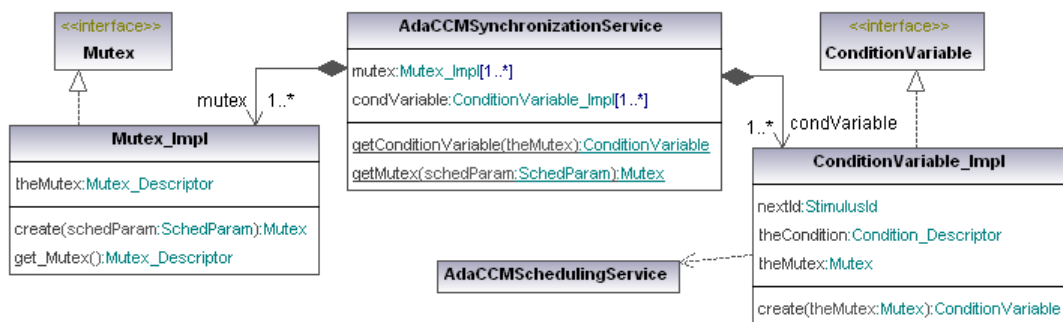 <<interface>>
Mutex
AdaCCMSynchronizationService
mutex:Mutex_Impl[1..*]
condVariable:ConditionVariable_Impl[1..*]
getConditionVariable(theMutex):ConditionVariable
getMutex(schedParam:SchedParam):Mutex
<<interface>>
ConditionVariable
mutex 1..*
1..* condVariable
Mutex_Impl
theMutex:Mutex_Descriptor
create(schedParam:SchedParam):Mutex
get_Mutex():Mutex_Descriptor
ConditionVariable_Impl
nextId:StimulusId
theCondition:Condition_Descriptor
theMutex:Mutex
create(theMutex:Mutex):ConditionVariable
AdaCCMSchedulingService